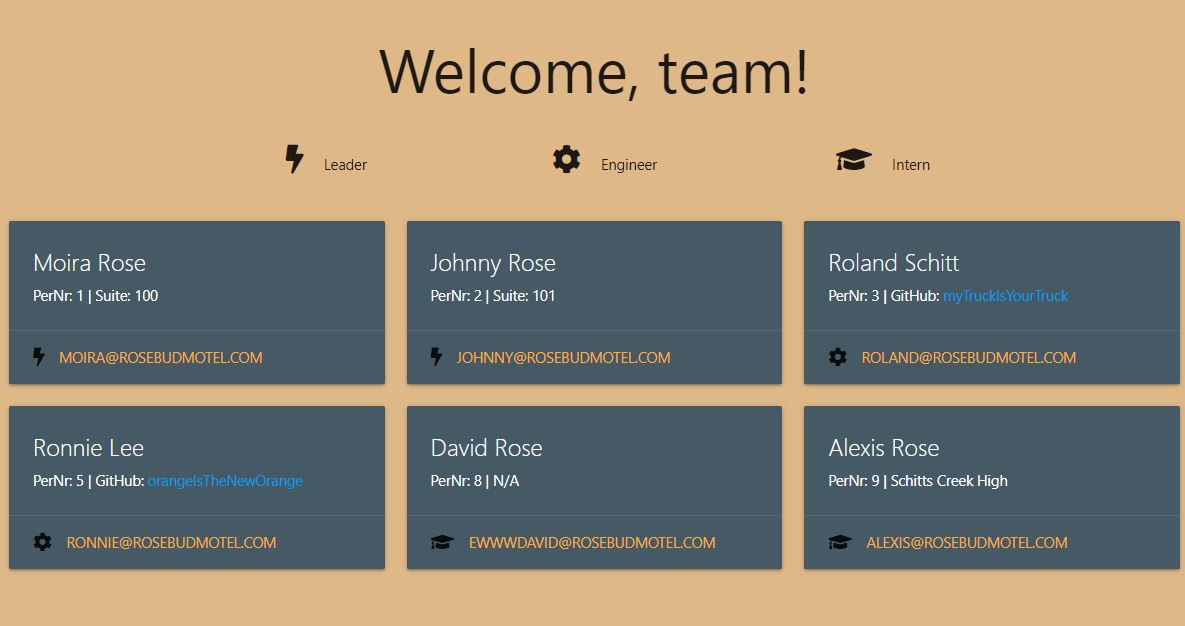 Welcome, team!
Leader
Engineer
Intern
Moira Rose
PerNr: 1 | Suite: 100
MOIRA@ROSEBUDMOTEL.COM
Johnny Rose
PerNr: 2 | Suite: 101
JOHNNY@ROSEBUDMOTEL.COM
Roland Schitt
PerNr: 3 | GitHub: myTruckIsYourTruck
ROLAND@ROSEBUDMOTEL.COM
Ronnie Lee
PerNr: 5 | GitHub: orangeIsTheNewOrange
RONNIE@ROSEBUDMOTEL.COM
David Rose
PerNr: 8 | N/A
EWWWDAVID@ROSEBUDMOTEL.COM
Alexis Rose
PerNr: 9 | Schitts Creek High
ALEXIS@ROSEBUDMOTEL.COM